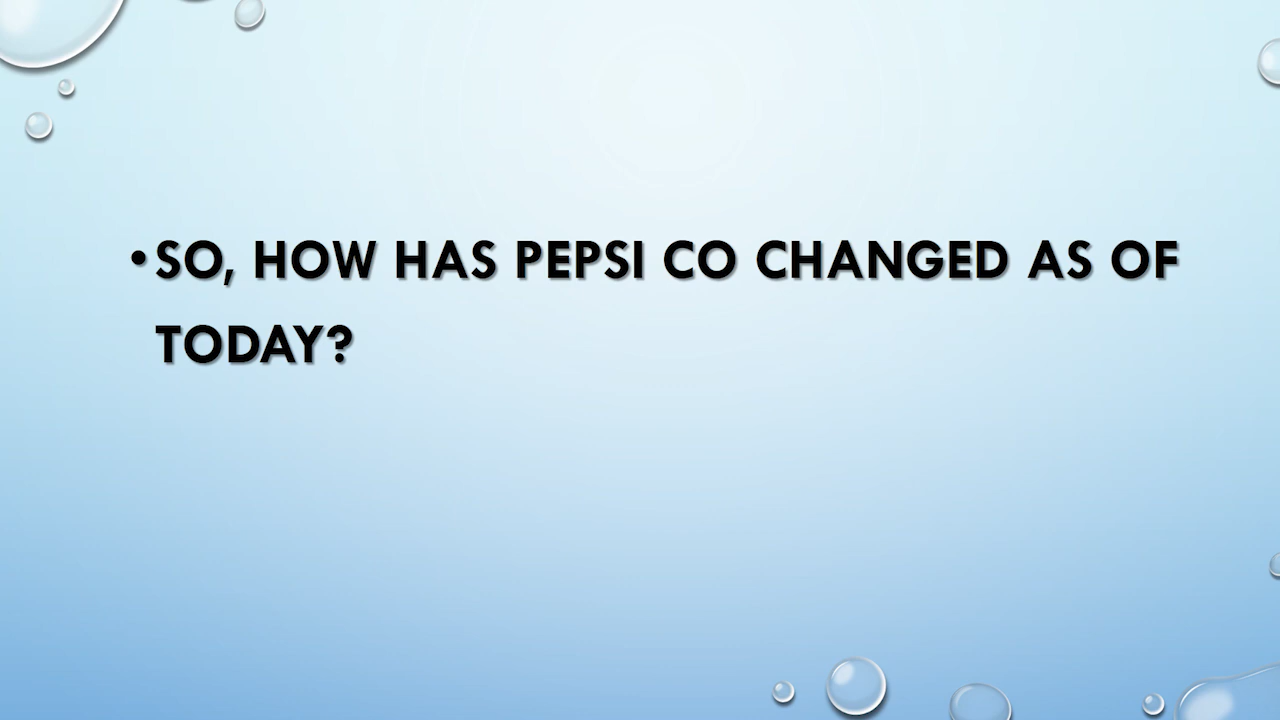 • SO, HOW HAS PEPSI CO CHANGED AS OF
TODAY?